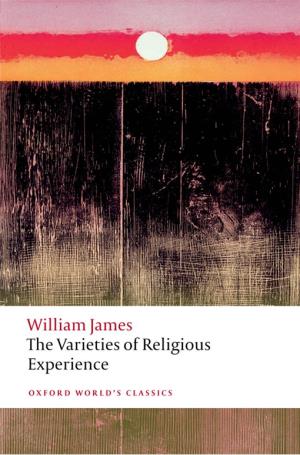 William James
The Varieties of Religious
Experience
OXFORD WORLD'S CLASSICS